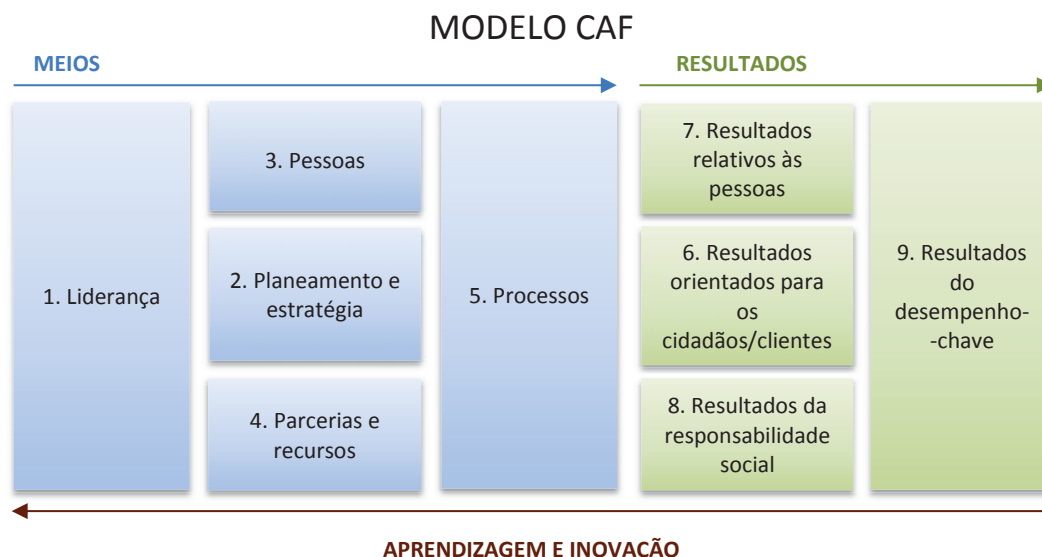 MODELO CAF
MEIOS
RESULTADOS
1. Liderança
3. Pessoas
2. Planeamento e
estratégia
4. Parcerias e
recursos
5. Processos
7. Resultados
relativos às
pessoas
6. Resultados
orientados para
os
cidadãos/clientes
8. Resultados da
responsabilidade
social
9. Resultados
do
desempenho-
-chave
APRENDIZAGEM E INOVAÇÃO